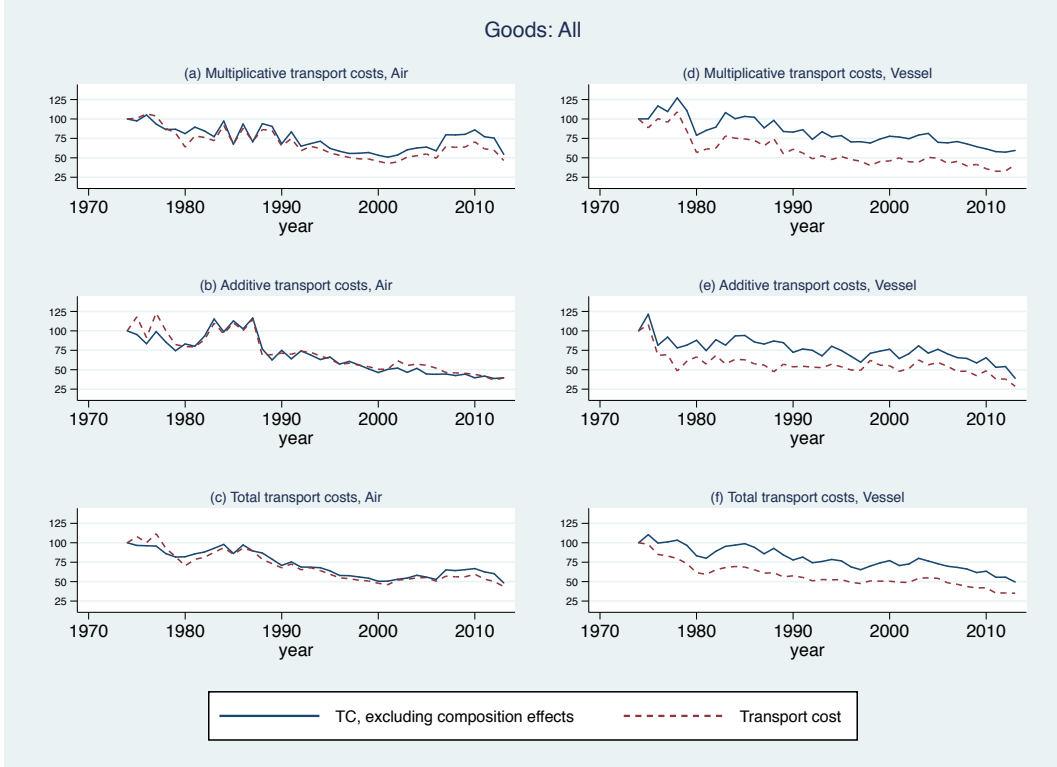 Goods: All
(a) Multiplicative transport costs, Air
125
100
75
50
25
1970 1980 1990 2000 2010
year
(d) Multiplicative transport costs, Vessel
125
100
75
50
25
1970 1980 1990 2000 2010
year
(b) Additive transport costs, Air
125
100
75
50
25
1970 1980 1990 2000 2010
year
(e) Additive transport costs, Vessel
125
100
75
50
25
1970 1980 1990 2000 2010
year
(c) Total transport costs, Air
125
100
75
50
25
1970 1980 1990 2000 2010
year
(f) Total transport costs, Vessel
125
100
75
50
25
1970 1980 1990 2000 2010
year
TC, excluding composition effects Transport cost